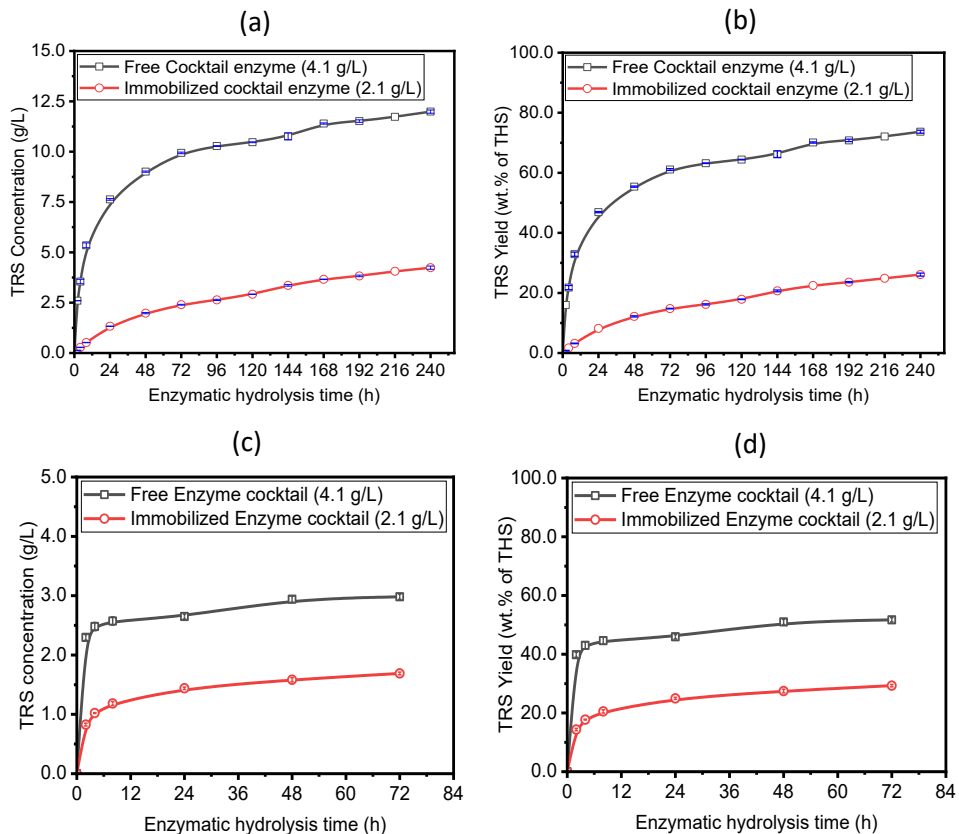 (a)
15.0
12.5
10.0
7.5
5.0
2.5
0.0
TRS Concentration (g/L)
Free Cocktail enzyme (4.1 g/L)
Immobilized cocktail enzyme (2.1 g/L)
0 24 48 72 96 120 144 168 192 216 240
Enzymatic hydrolysis time (h)
(b)
100.0
80.0
60.0
40.0
20.0
0.0
TRS Yield (wt.% of THS)
Free Cocktail enzyme (4.1 g/L)
Immobilized cocktail enzyme (2.1 g/L)
0 24 48 72 96 120 144 168 192 216 240
Enzymatic hydrolysis time (h)
(c)
5.0
4.0
3.0
2.0
1.0
0.0
TRS concentration (g/L)
Free Enzyme cocktail (4.1 g/L)
Immobilized Enzyme cocktail (2.1 g/L)
0 12 24 36 48 60 72 84
Enzymatic hydrolysis time (h)
(d)
100.0
80.0
60.0
40.0
20.0
0.0
TRS Yield (wt.% of THS)
Free Enzyme cocktail (4.1 g/L)
Immobilized Enzyme cocktail (2.1 g/L)
0 12 24 36 48 60 72 84
Enzymatic hydrolysis time (h)